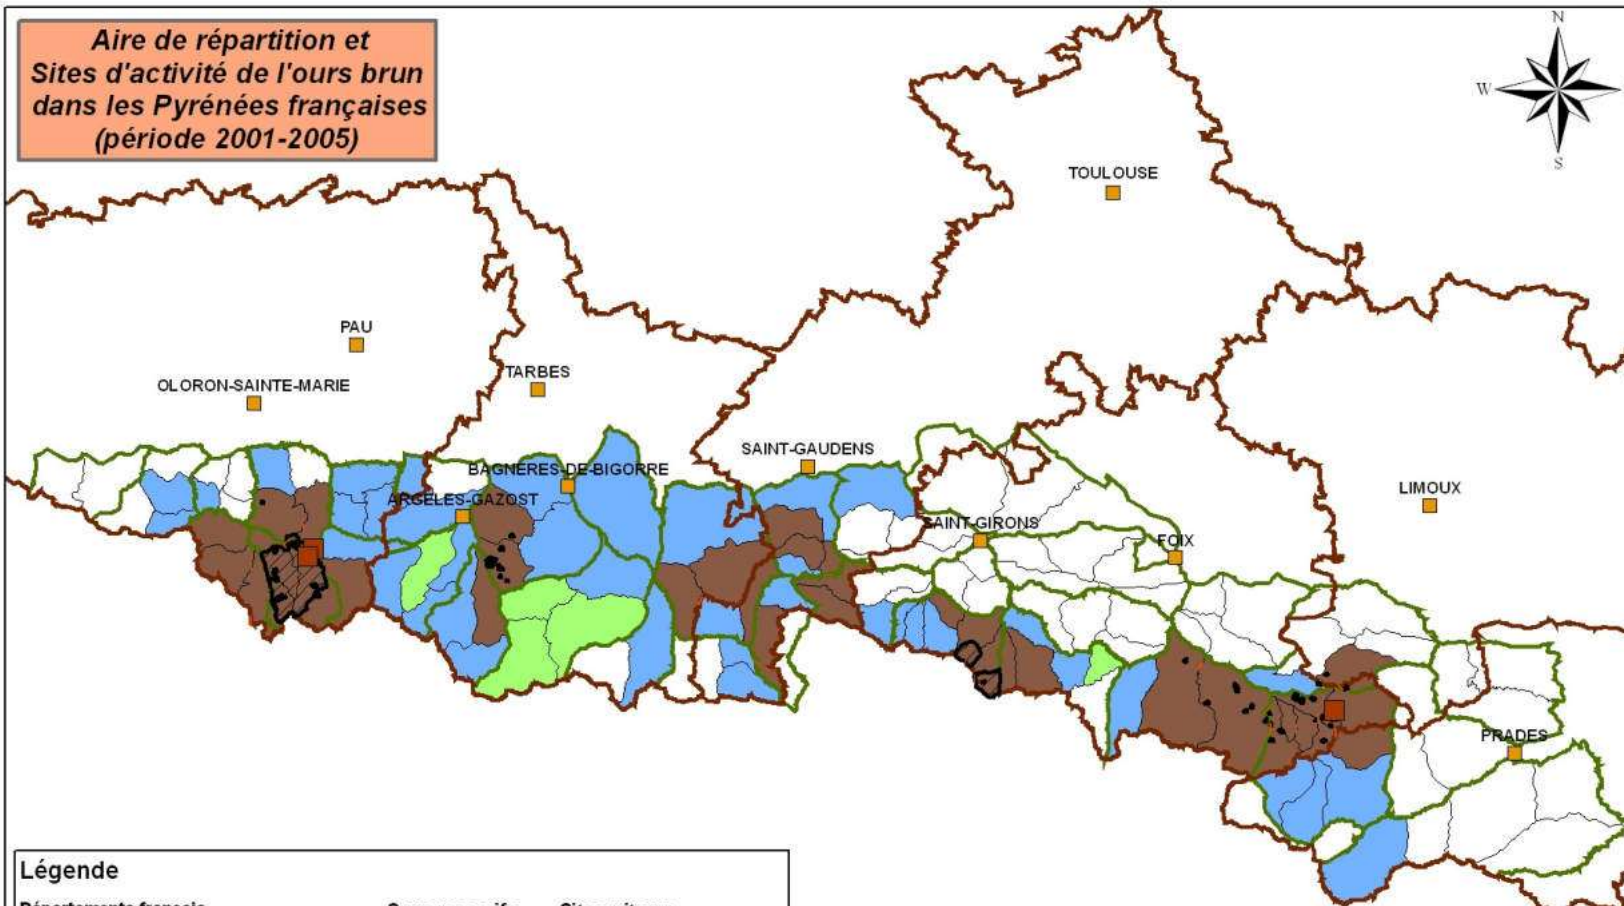 Aire de répartition et
Sites d'activité de l'ours brun
dans les Pyrénées françaises
(période 2001-2005)
N
W
S
TOULOUSE
PAU
TARBES
OLORON-SAINTE-MARIE
SAINT-GAUDENS
BAGNÈRES-DE-BIGORRE
ARGELES-GAZOST
LIMOUX
SAINT-GIRONS
FOIX
PRADES
Légende